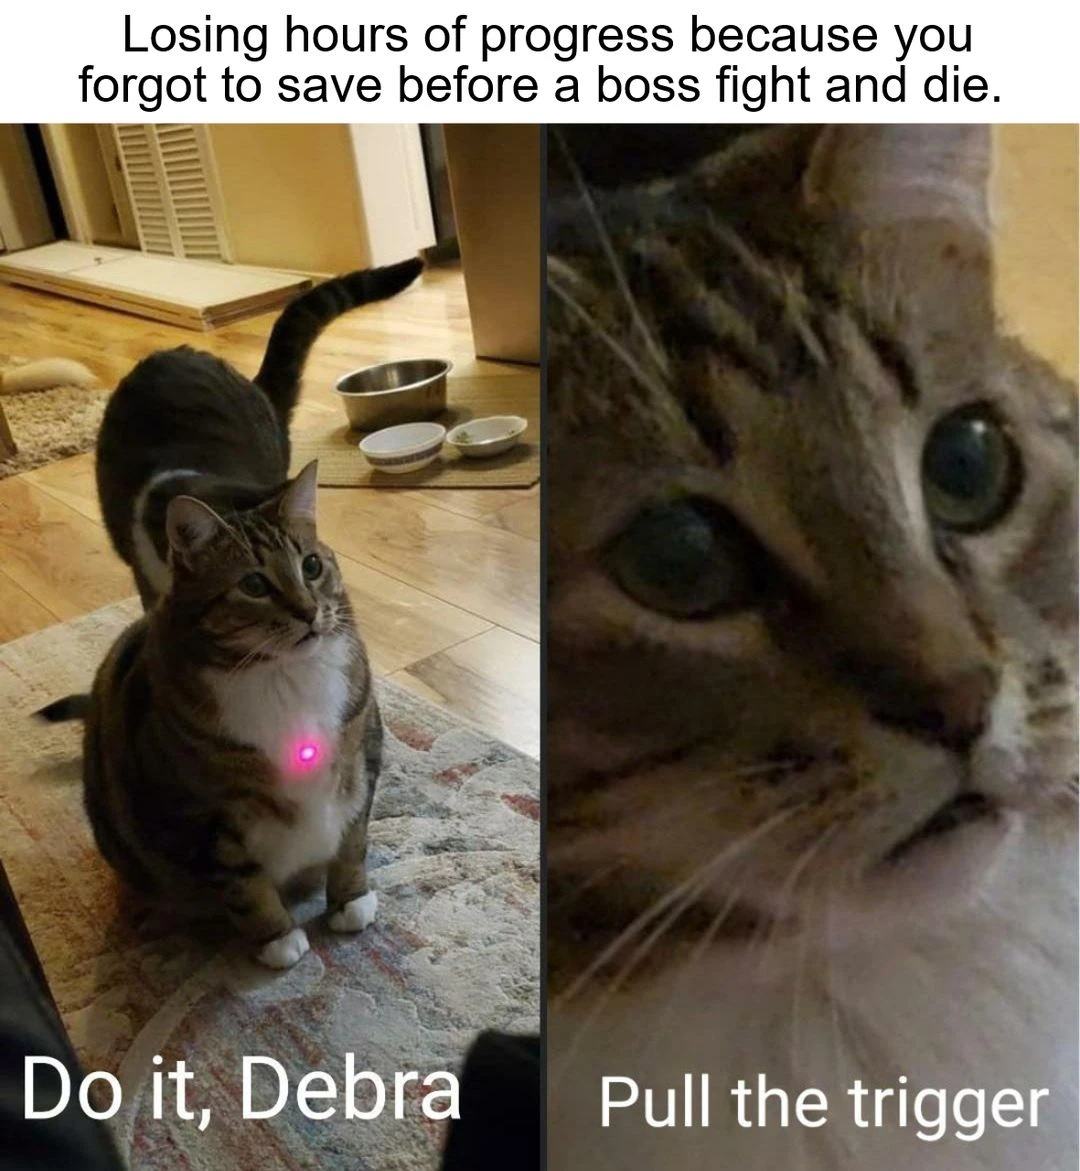 Losing hours of progress because you
forgot to save before a boss fight and die.
Do it, Debra
Pull the trigger